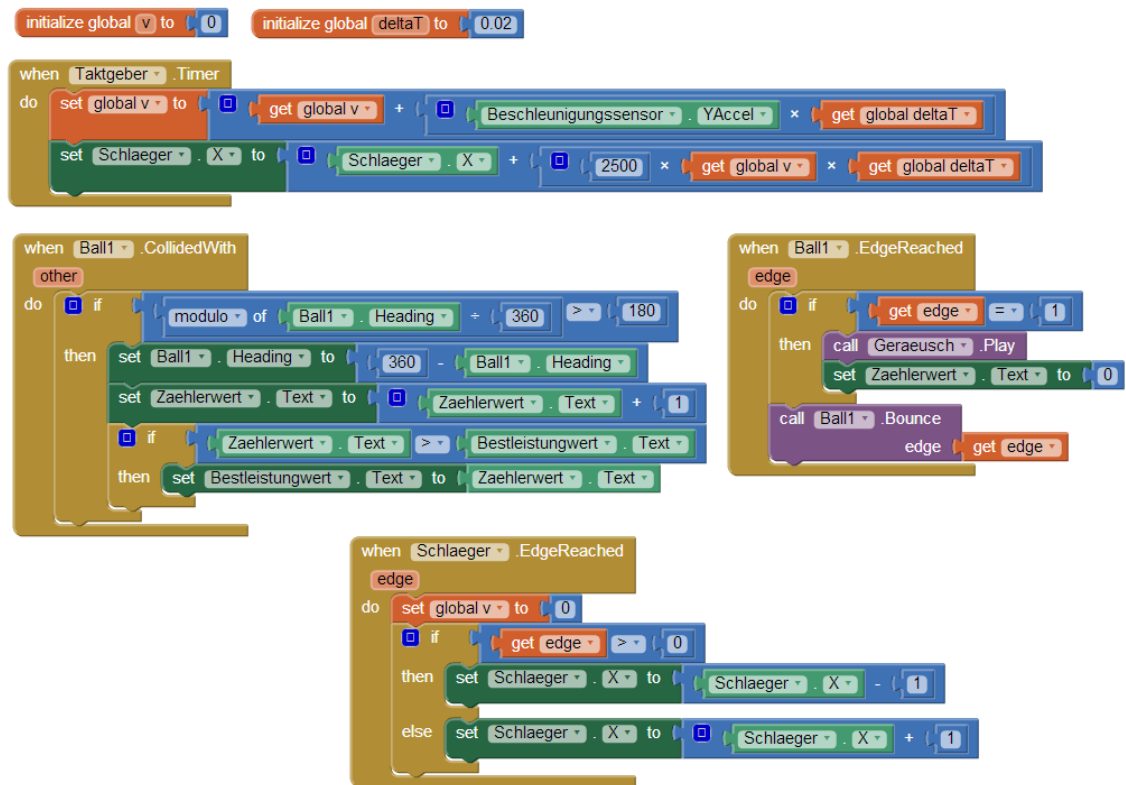 initialize global v to 0
initialize global deltaT to 0.02
when Taktgeber .Timer
do set global v to get global v + Beschleunigungssensor . YAccel × get global deltaT
set Schlaeger . X to Schlaeger . X + 2500 × get global v × get global deltaT
when Ball1 .CollidedWith
other
do if modulo of Ball1 . Heading ÷ 360 > 180
then set Ball1 . Heading to 360 - Ball1 . Heading
set Zaehlerwert . Text to Zaehlerwert . Text + 1
if Zaehlerwert . Text > Bestleistungwert . Text
then set Bestleistungwert . Text to Zaehlerwert . Text
when Ball1 .EdgeReached
edge
do if get edge = 1
then call Geraeusch .Play
set Zaehlerwert . Text to 0
call Ball1 .Bounce
edge get edge
when Schlaeger .EdgeReached
edge
do set global v to 0
if get edge > 0
then set Schlaeger . X to Schlaeger . X - 1
else set Schlaeger . X to Schlaeger . X + 1